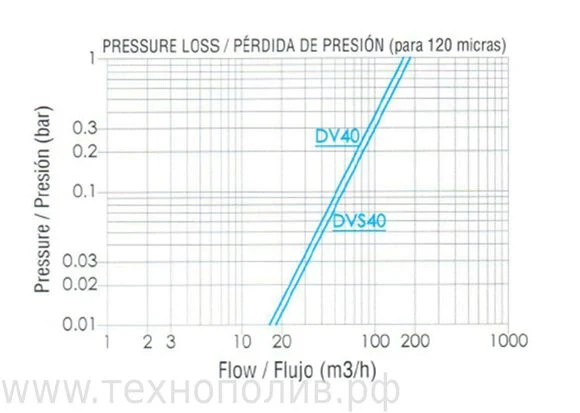 PRESSURE LOSS / PÉRDIDA DE PRESIÓN (para 120 micras)
Pressure / Presión (bar)
1
0.3
0.2
0.1
0.03
0.02
0.01
DV40
DVS40
1 2 3 10 20 100 200 1000
Flow / Flujo (m3/h)
www.технополив.рф